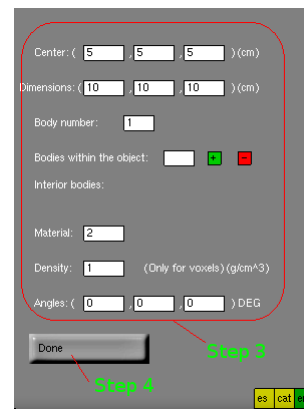 Center: ( 5 , 5 , 5 ) (cm)
Dimensions: ( 10 , 10 , 10 ) (cm)
Body number: 1
Bodies within the object: + -
Interior bodies:
Material: 2
Density: 1 (Only for voxels) (g/cm^3)
Angles: ( 0 , 0 , 0 ) DEG
Done
Step 3
Step 4
es cat